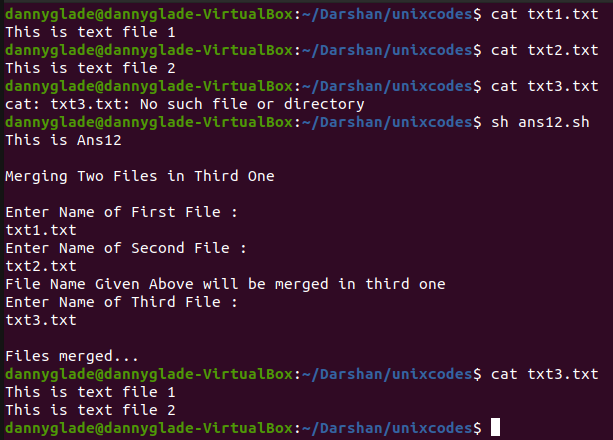 dannyglade@dannyglade-VirtualBox:~/Darshan/unixcodes$ cat txt1.txt
This is text file 1
dannyglade@dannyglade-VirtualBox:~/Darshan/unixcodes$ cat txt2.txt
This is text file 2
dannyglade@dannyglade-VirtualBox:~/Darshan/unixcodes$ cat txt3.txt
cat: txt3.txt: No such file or directory
dannyglade@dannyglade-VirtualBox:~/Darshan/unixcodes$ sh ans12.sh
This is Ans12
Merging Two Files in Third One
Enter Name of First File :
txt1.txt
Enter Name of Second File :
txt2.txt
File Name Given Above will be merged in third one
Enter Name of Third File :
txt3.txt
Files merged...
dannyglade@dannyglade-VirtualBox:~/Darshan/unixcodes$ cat txt3.txt
This is text file 1
This is text file 2
dannyglade@dannyglade-VirtualBox:~/Darshan/unixcodes$